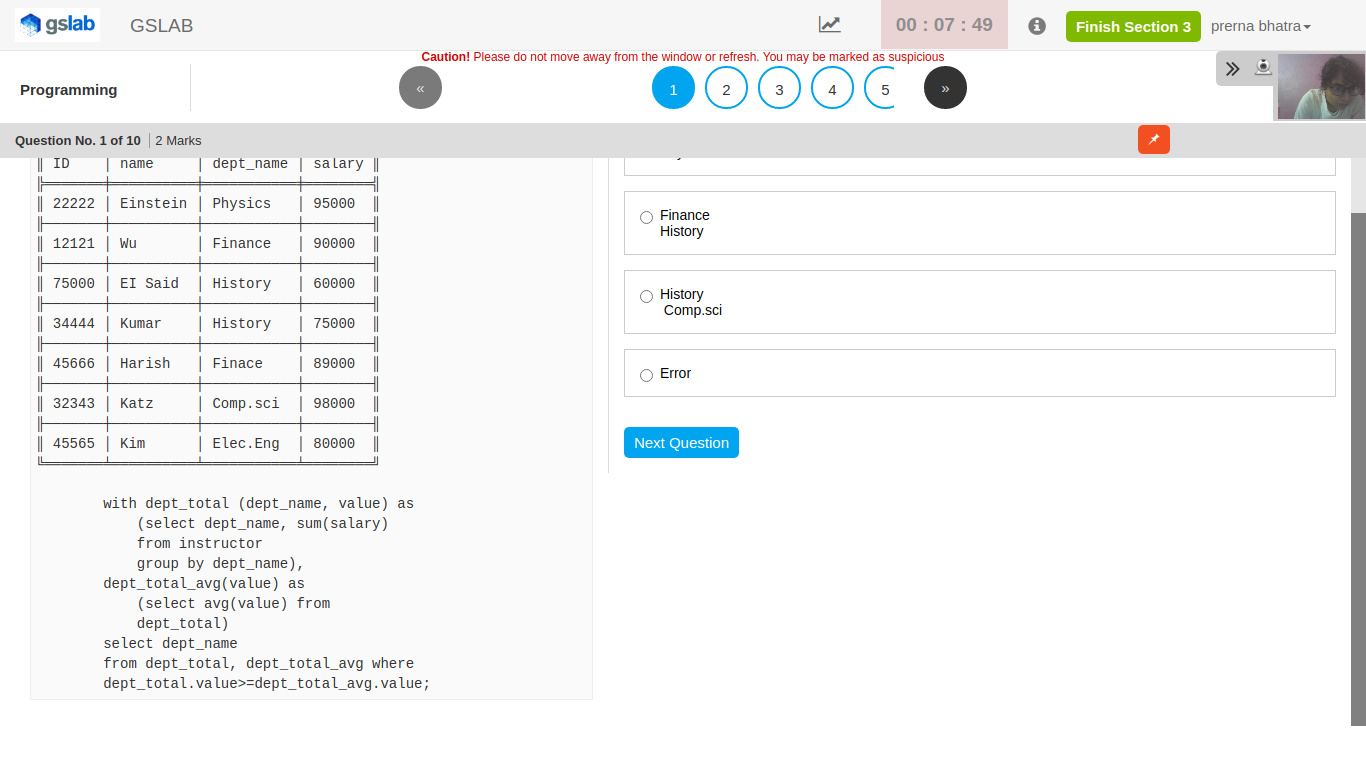 gslab
GSLAB
00 : 07 : 49
Finish Section 3
prerna bhatra
Caution! Please do not move away from the window or refresh. You may be marked as suspicious
Programming
«
1
2
3
4
5
»
Question No. 1 of 10
2 Marks
ID name dept_name salary
22222 Einstein Physics 95000
12121 Wu Finance 90000
75000 EI Said History 60000
34444 Kumar History 75000
45666 Harish Finace 89000
32343 Katz Comp.sci 98000
45565 Kim Elec.Eng 80000
with dept_total (dept_name, value) as
(select dept_name, sum(salary)
from instructor
group by dept_name),
dept_total_avg(value) as
(select avg(value) from
dept_total)
select dept_name
from dept_total, dept_total_avg where
dept_total.value>=dept_total_avg.value;
Finance
History
History
Comp.sci
Error
Next Question